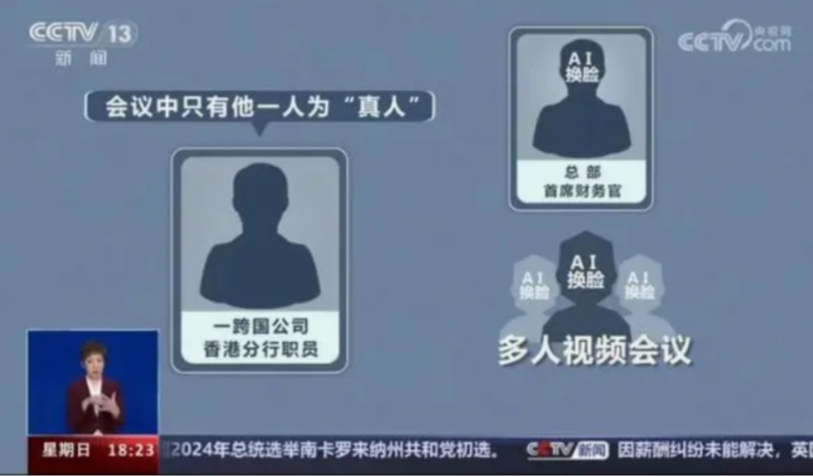 CCTV 13
新闻
央视网
CCTV.com
会议中只有他一人为“真人”
AI
换脸
总部
首席财务官
一跨国公司
香港分行职员
AI
换脸
AI
换脸
AI
换脸
多人视频会议
星期日 18:23
2024年总统选举南卡罗来纳州共和党初选。 CCTV 新闻 因薪酬纠纷未能解决，英国